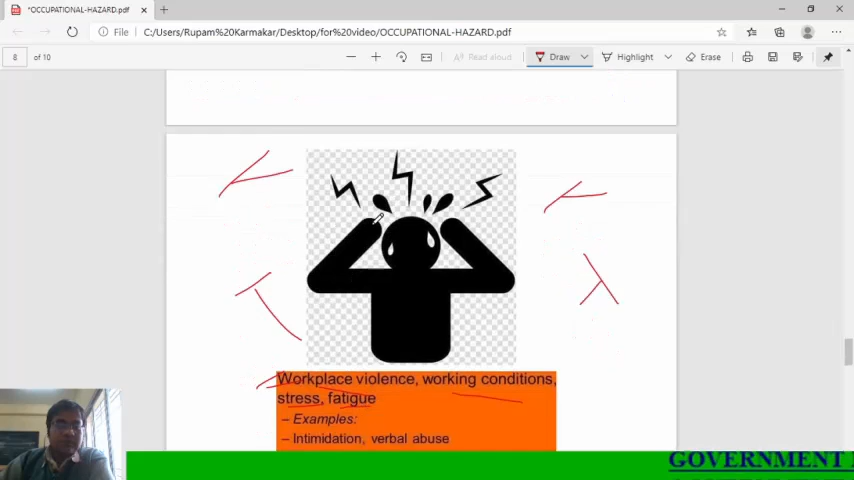 *OCCUPATIONAL-HAZARD.pdf
File
C:/Users/Rupam%20Karmakar/Desktop/for%20video/OCCUPATIONAL-HAZARD.pdf
8 of 10
Read aloud
Draw
Highlight
Erase
Workplace violence, working conditions,
stress, fatigue
– Examples:
– Intimidation, verbal abuse
GOVERNMENT